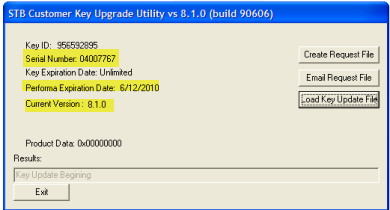 STB Customer Key Upgrade Utility vs 8.1.0 (build 90606)
Key ID: 956592895
Create Request File
Serial Number: 04007767
Key Expiration Date: Unlimited
Email Request File
Performa Expiration Date: 6/12/2010
Current Version : 8.1.0
Load Key Update File
Product Data: 0x00000000
Results:
Key Update Begining
Exit